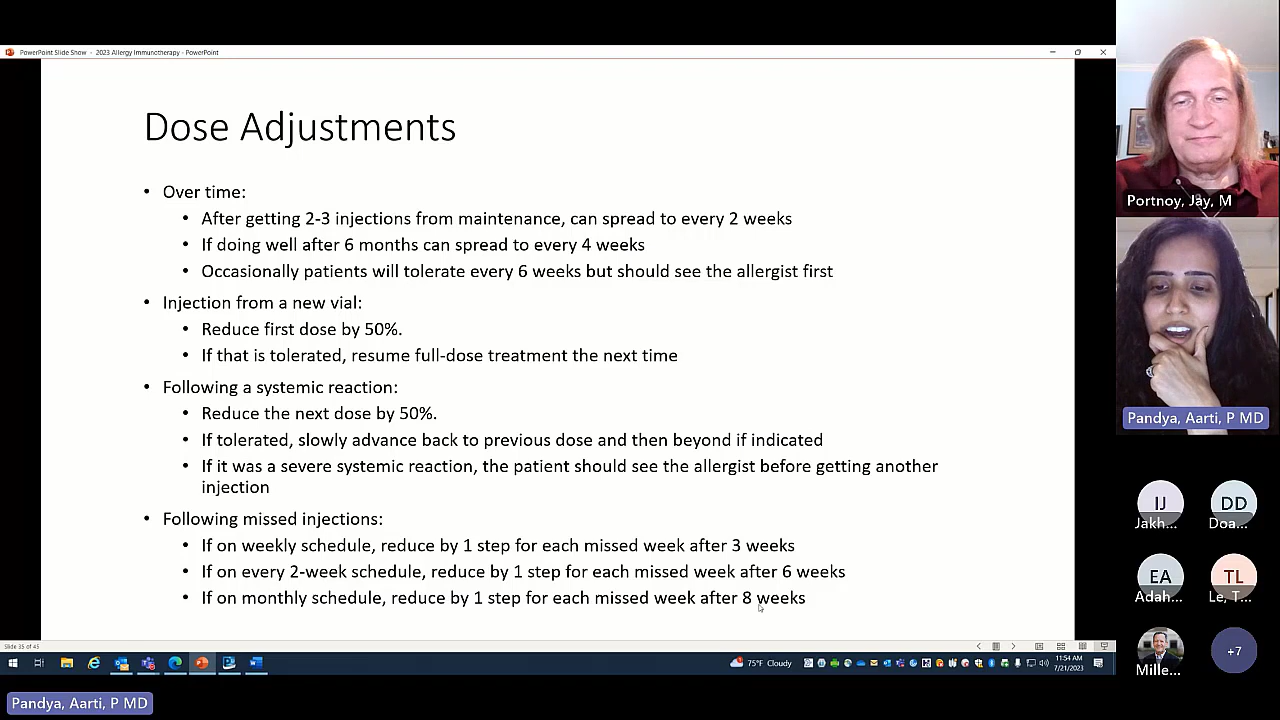 PowerPoint Slide Show - 2023 Allergy Immunotherapy - PowerPoint
Dose Adjustments
• Over time:
• After getting 2-3 injections from maintenance, can spread to every 2 weeks
• If doing well after 6 months can spread to every 4 weeks
• Occasionally patients will tolerate every 6 weeks but should see the allergist first
• Injection from a new vial:
• Reduce first dose by 50%.
• If that is tolerated, resume full-dose treatment the next time
• Following a systemic reaction:
• Reduce the next dose by 50%.
• If tolerated, slowly advance back to previous dose and then beyond if indicated
• If it was a severe systemic reaction, the patient should see the allergist before getting another
injection
• Following missed injections:
• If on weekly schedule, reduce by 1 step for each missed week after 3 weeks
• If on every 2-week schedule, reduce by 1 step for each missed week after 6 weeks
• If on monthly schedule, reduce by 1 step for each missed week after 8 weeks
Slide 35 of 45
75°F Cloudy
11:54 AM
7/21/2023
Pandya, Aarti, P MD
Portnoy, Jay, M
Pandya, Aarti, P MD
IJ
Jakh...
DD
Doa...
EA
Adah...
TL
Le, T...
Mille...
+7